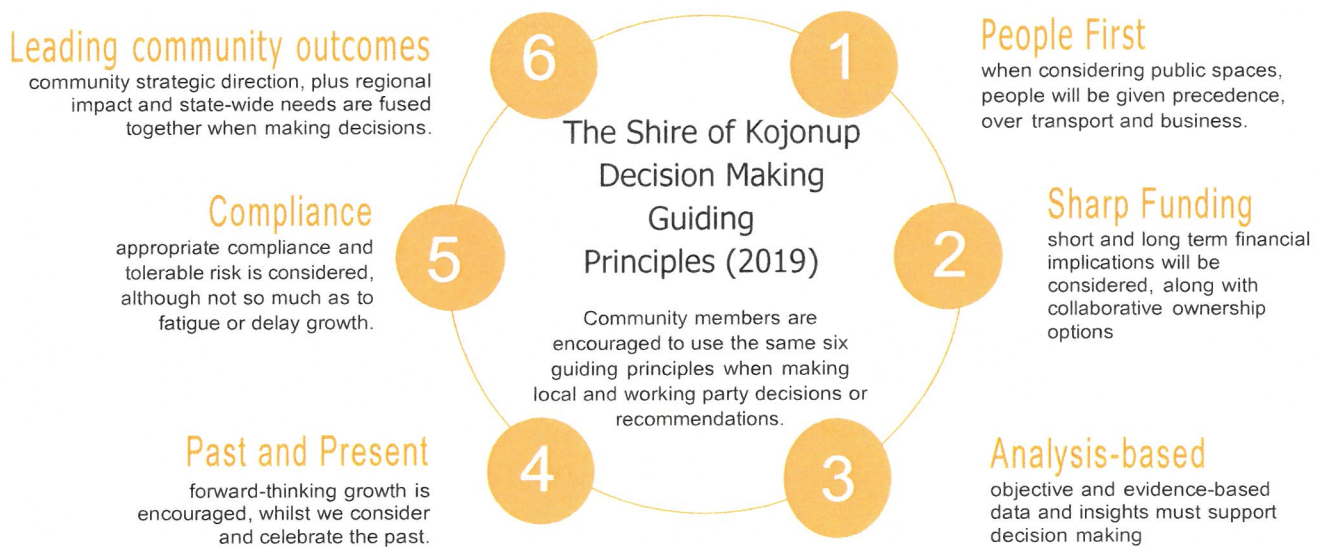 The Shire of Kojonup
Decision Making
Guiding
Principles (2019)
Community members are
encouraged to use the same six
guiding principles when making
local and working party decisions or
recommendations.
1
People First
when considering public spaces,
people will be given precedence,
over transport and business.
2
Sharp Funding
short and long term financial
implications will be
considered, along with
collaborative ownership
options
3
Analysis-based
objective and evidence-based
data and insights must support
decision making
4
Past and Present
forward-thinking growth is
encouraged, whilst we consider
and celebrate the past.
5
Compliance
appropriate compliance and
tolerable risk is considered,
although not so much as to
fatigue or delay growth.
6
Leading community outcomes
community strategic direction, plus regional
impact and state-wide needs are fused
together when making decisions.